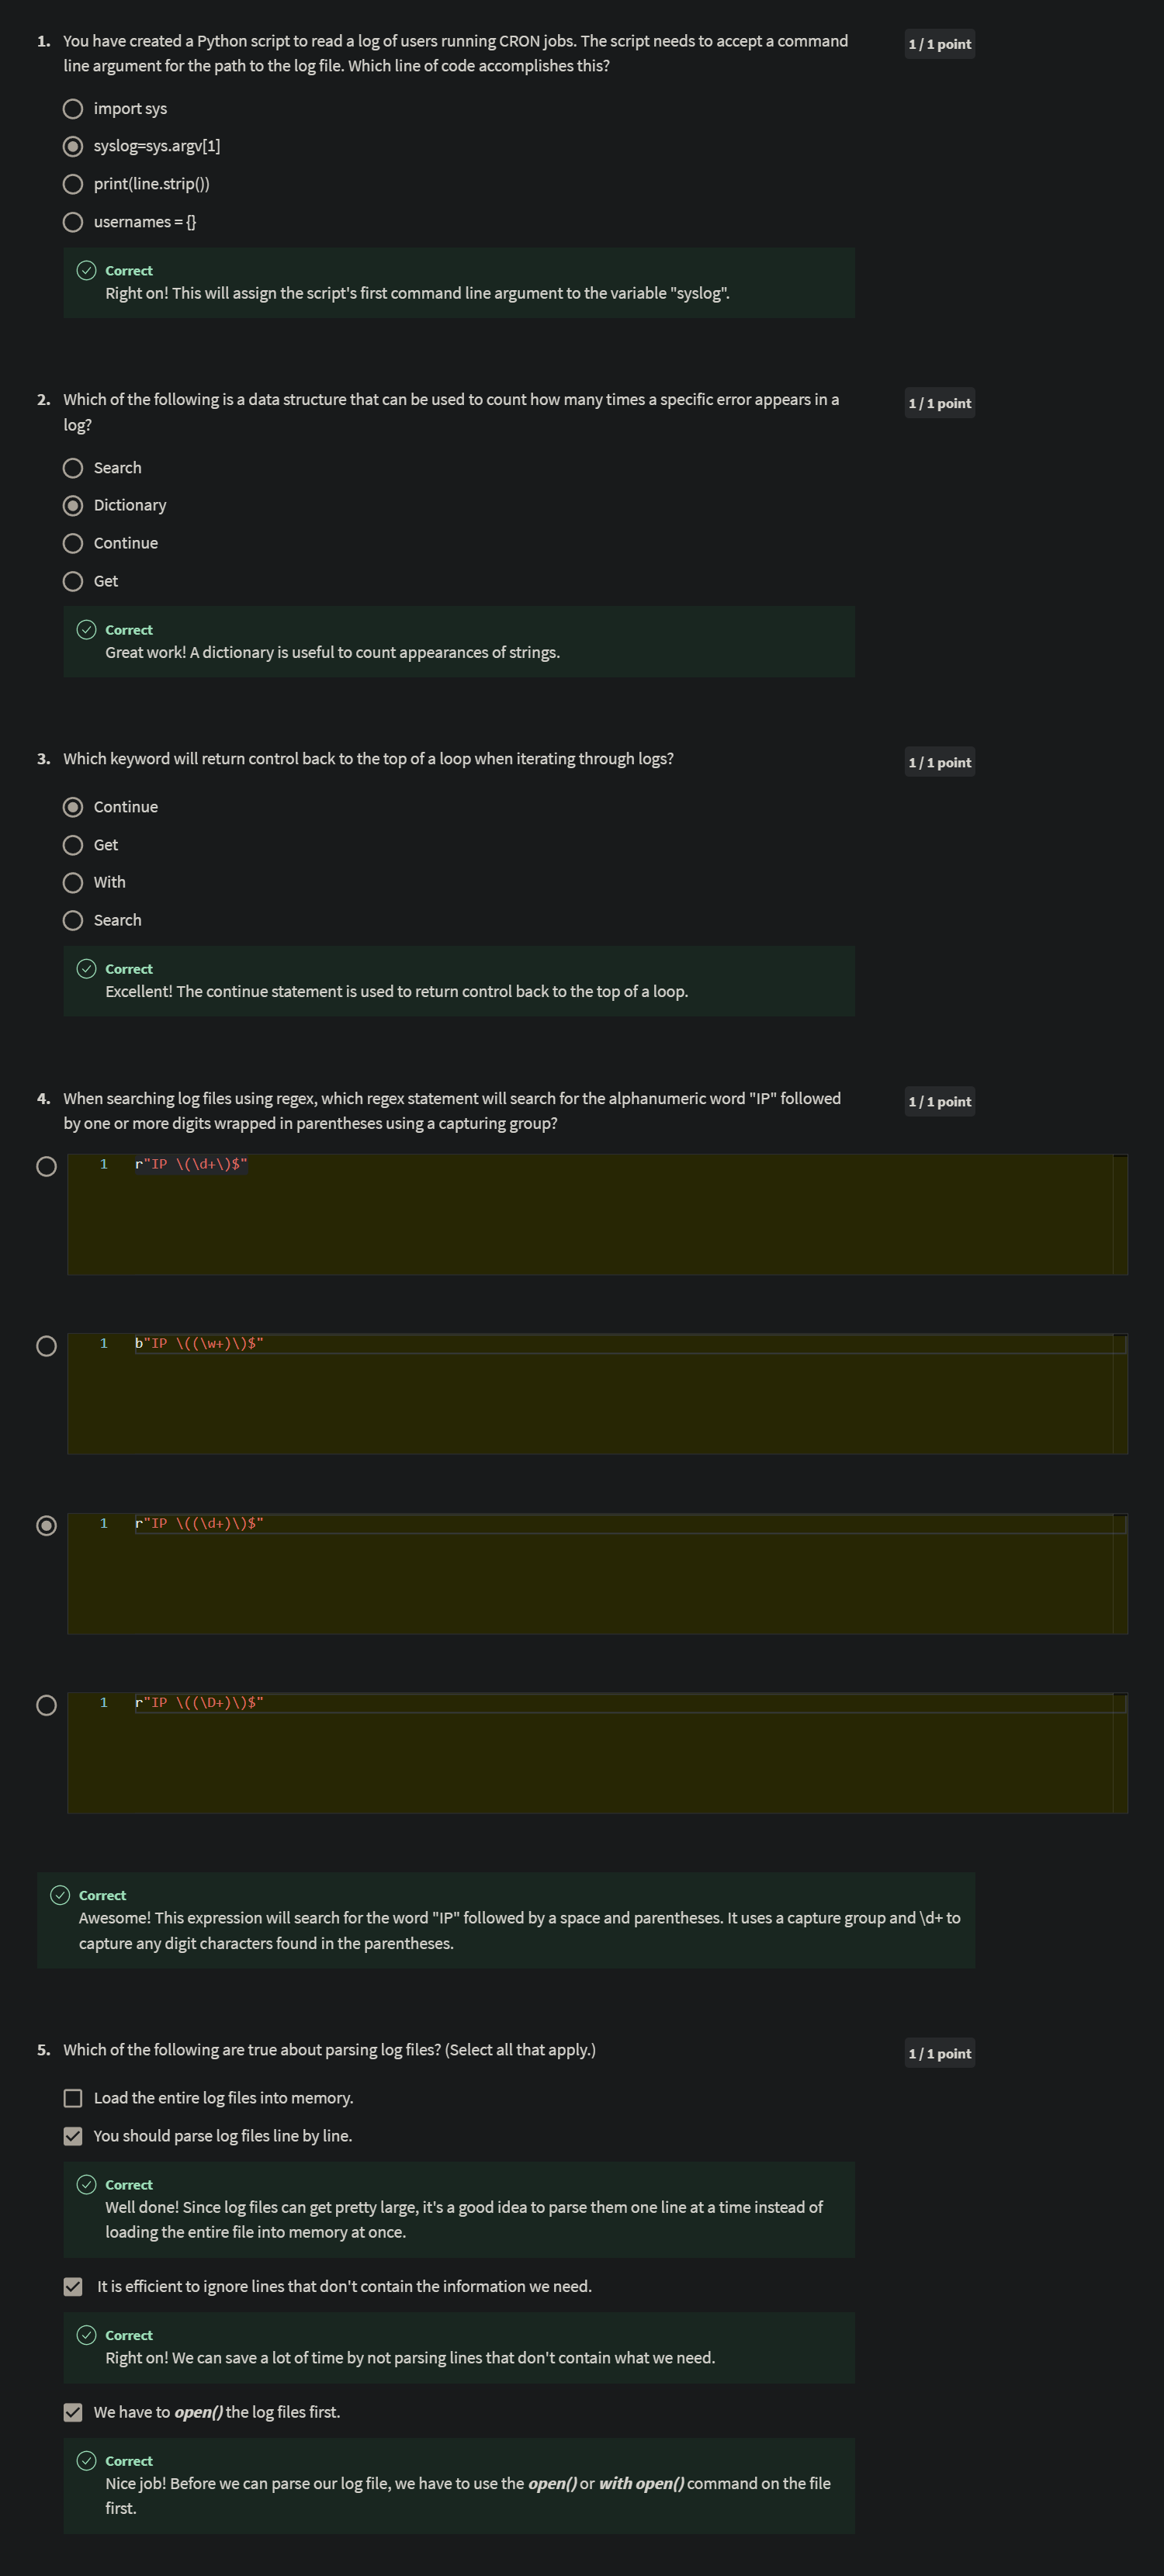 1. You have created a Python script to read a log of users running CRON jobs. The script needs to accept a command
line argument for the path to the log file. Which line of code accomplishes this?
1 / 1 point
import sys
syslog=sys.argv[1]
print(line.strip())
usernames = {}
Correct
Right on! This will assign the script's first command line argument to the variable "syslog".
2. Which of the following is a data structure that can be used to count how many times a specific error appears in a
log?
1 / 1 point
Search
Dictionary
Continue
Get
Correct
Great work! A dictionary is useful to count appearances of strings.
3. Which keyword will return control back to the top of a loop when iterating through logs?
1 / 1 point
Continue
Get
With
Search
Correct
Excellent! The continue statement is used to return control back to the top of a loop.
4. When searching log files using regex, which regex statement will search for the alphanumeric word "IP" followed
by one or more digits wrapped in parentheses using a capturing group?
1 / 1 point
1 r"IP \(\d+\)$"
1 b"IP \((\w+)\)$"
1 r"IP \((\d+)\)$"
1 r"IP \((\D+)\)$"
Correct
Awesome! This expression will search for the word "IP" followed by a space and parentheses. It uses a capture group and \d+ to
capture any digit characters found in the parentheses.
5. Which of the following are true about parsing log files? (Select all that apply.)
1 / 1 point
Load the entire log files into memory.
You should parse log files line by line.
Correct
Well done! Since log files can get pretty large, it's a good idea to parse them one line at a time instead of
loading the entire file into memory at once.
It is efficient to ignore lines that don't contain the information we need.
Correct
Right on! We can save a lot of time by not parsing lines that don't contain what we need.
We have to open() the log files first.
Correct
Nice job! Before we can parse our log file, we have to use the open() or with open() command on the file
first.